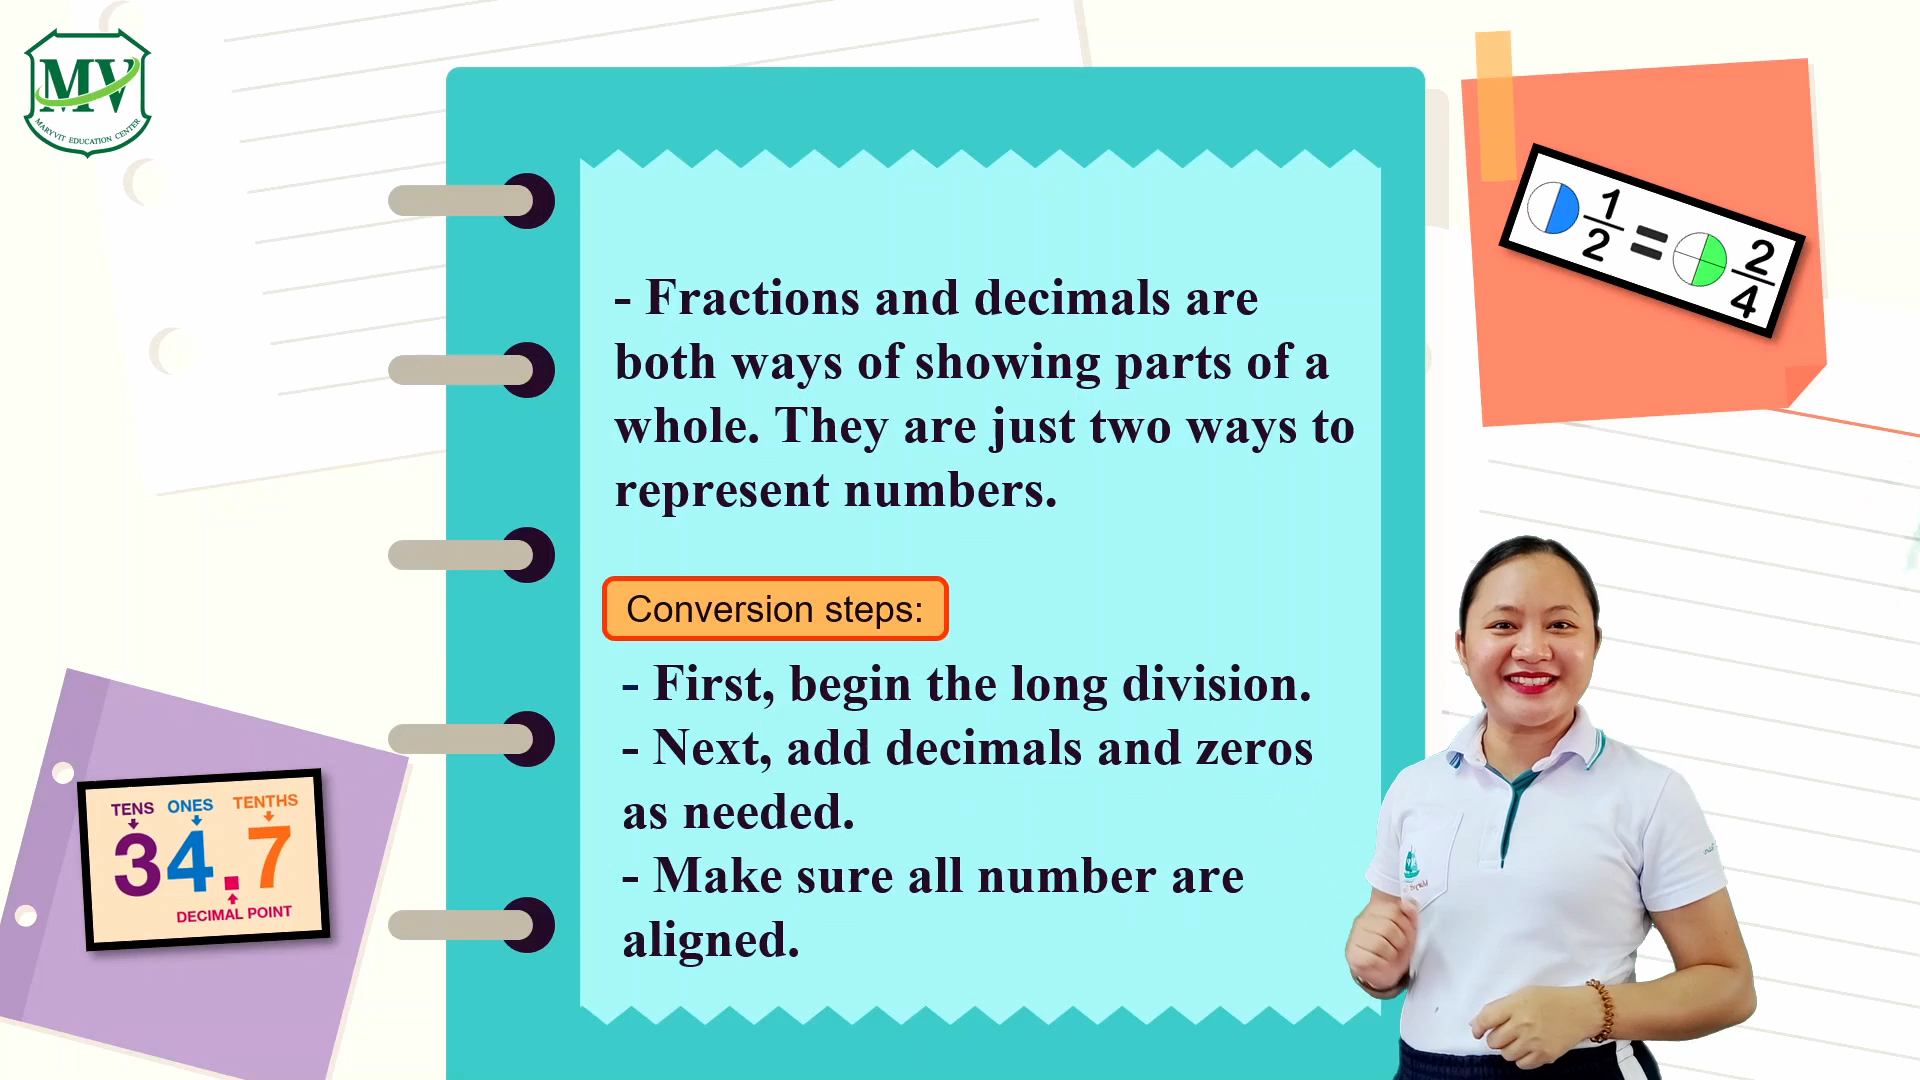 MV
MARYVIT EDUCATION CENTER
- Fractions and decimals are
both ways of showing parts of a
whole. They are just two ways to
represent numbers.
Conversion steps:
- First, begin the long division.
- Next, add decimals and zeros
as needed.
- Make sure all number are
aligned.
1/2 = 2/4
TENS ONES TENTHS
34.7
DECIMAL POINT